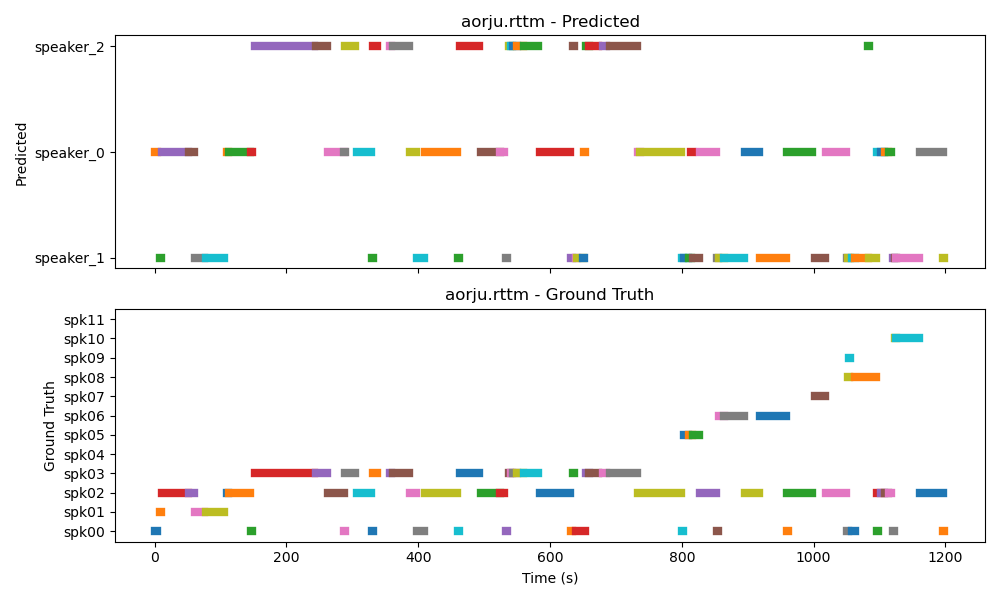 aorju.rttm - Predicted
speaker_2
speaker_0
speaker_1
Predicted
aorju.rttm - Ground Truth
spk11
spk10
spk09
spk08
spk07
spk06
spk05
spk04
spk03
spk02
spk01
spk00
Ground Truth
0 200 400 600 800 1000 1200
Time (s)